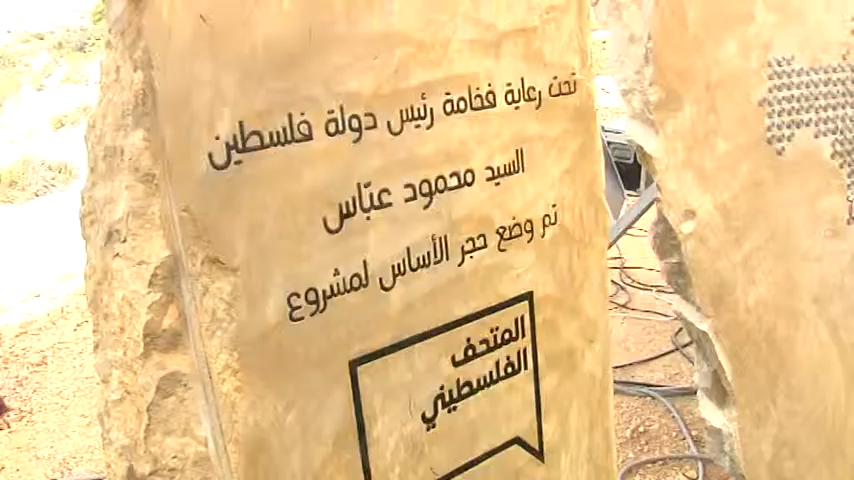 تحت رعاية فخامة رئيس دولة فلسطين
السيد محمود عبّاس
تم وضع حجر الأساس لمشروع
المتحف
الفلسطيني